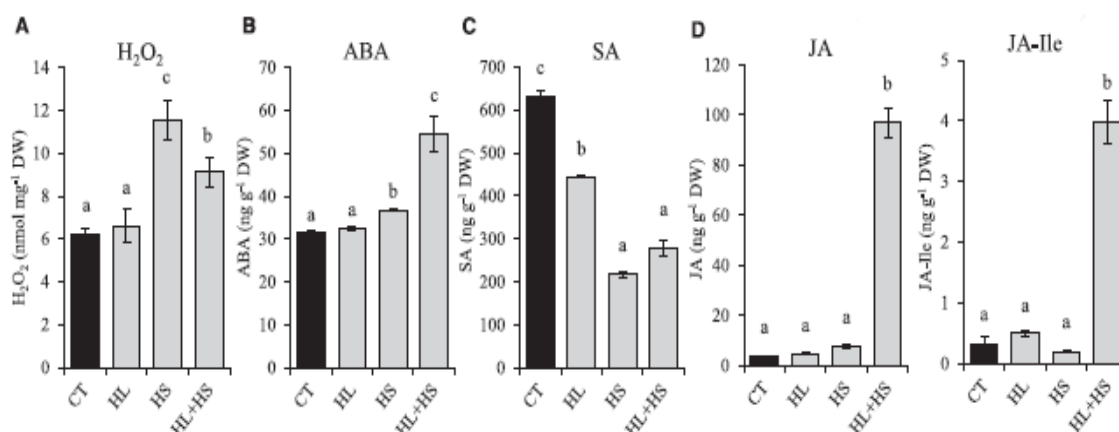 A
H₂O₂
H₂O₂ (nmol mg⁻¹ DW)
14
12
10
8
6
4
2
0
a
a
c
b
CT
HL
HS
HL+HS
B
ABA
ABA (ng g⁻¹ DW)
70
60
50
40
30
20
10
0
a
a
b
c
CT
HL
HS
HL+HS
C
SA
SA (ng g⁻¹ DW)
700
600
500
400
300
200
100
0
c
b
a
a
CT
HL
HS
HL+HS
D
JA
JA (ng g⁻¹ DW)
120
100
80
60
40
20
0
a
a
a
b
CT
HL
HS
HL+HS
JA-Ile
JA-Ile (ng g⁻¹ DW)
5
4
3
2
1
0
a
a
a
b
CT
HL
HS
HL+HS